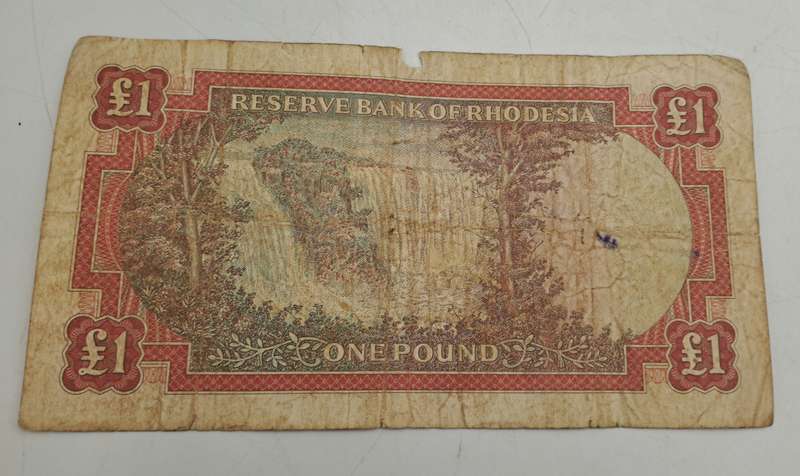 £1 £1
RESERVE BANK OF RHODESIA
£1 £1
ONE POUND